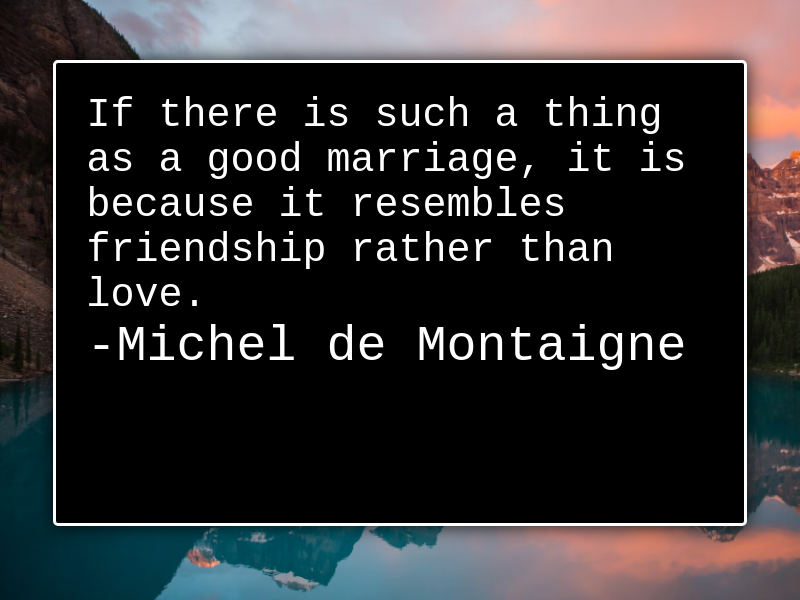 If there is such a thing
as a good marriage, it is
because it resembles
friendship rather than
love.
-Michel de Montaigne